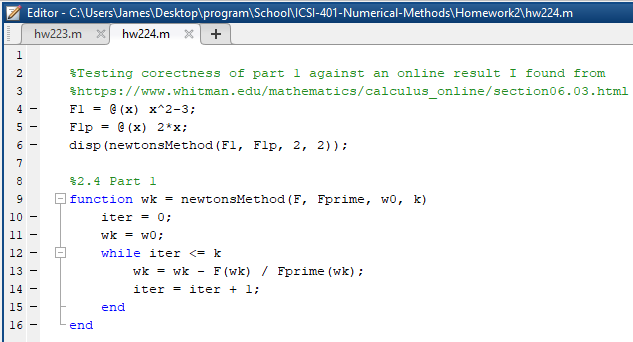 Editor - C:\Users\James\Desktop\program\School\ICSI-401-Numerical-Methods\Homework2\hw224.m
hw223.m hw224.m +
1
2 %Testing corectness of part 1 against an online result I found from
3 %https://www.whitman.edu/mathematics/calculus_online/section06.03.html
4 - F1 = @(x) x^2-3;
5 - F1p = @(x) 2*x;
6 - disp(newtonsMethod(F1, F1p, 2, 2));
7
8 %2.4 Part 1
9 function wk = newtonsMethod(F, Fprime, w0, k)
10 - iter = 0;
11 - wk = w0;
12 - while iter <= k
13 - wk = wk - F(wk) / Fprime(wk);
14 - iter = iter + 1;
15 - end
16 - end